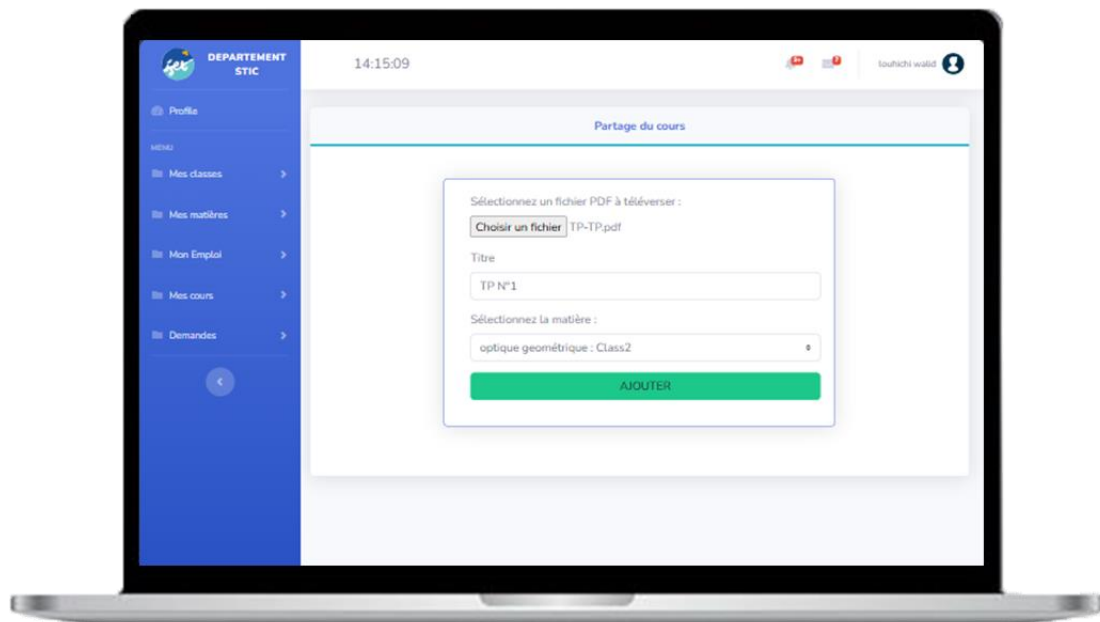 DEPARTEMENT
STIC
14:15:09
3+
7
louhichi walid
Profile
MENU
Mes classes
Mes matières
Mon Emploi
Mes cours
Demandes
Partage du cours
Sélectionnez un fichier PDF à téléverser :
Choisir un fichier TP-TP.pdf
Titre
TP N°1
Sélectionnez la matière :
optique geométrique : Class2
AJOUTER